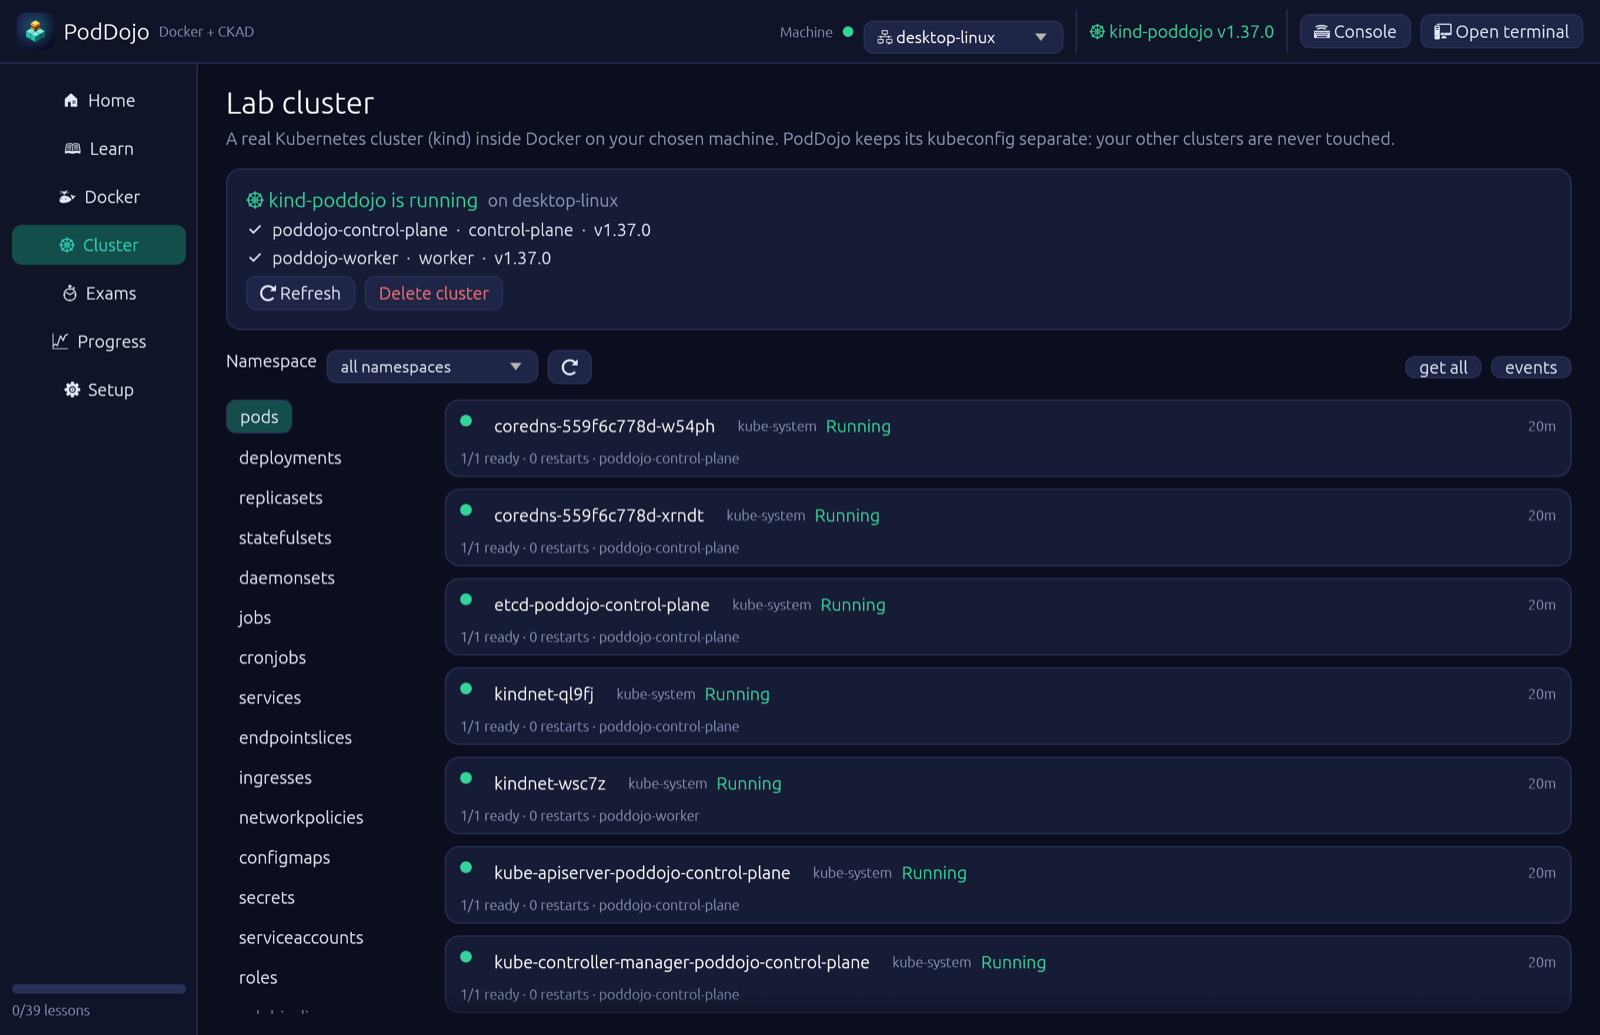 PodDojo Docker + CKAD
Machine desktop-linux kind-poddojo v1.37.0 Console Open terminal
Home
Learn
Docker
Cluster
Exams
Progress
Setup
0/39 lessons
Lab cluster
A real Kubernetes cluster (kind) inside Docker on your chosen machine. PodDojo keeps its kubeconfig separate: your other clusters are never touched.
kind-poddojo is running on desktop-linux
✓ poddojo-control-plane · control-plane · v1.37.0
✓ poddojo-worker · worker · v1.37.0
Refresh Delete cluster
Namespace all namespaces get all events
pods
deployments
replicasets
statefulsets
daemonsets
jobs
cronjobs
services
endpointslices
ingresses
networkpolicies
configmaps
secrets
serviceaccounts
roles
coredns-559f6c778d-w54ph kube-system Running 20m
1/1 ready · 0 restarts · poddojo-control-plane
coredns-559f6c778d-xrndt kube-system Running 20m
1/1 ready · 0 restarts · poddojo-control-plane
etcd-poddojo-control-plane kube-system Running 20m
1/1 ready · 0 restarts · poddojo-control-plane
kindnet-ql9fj kube-system Running 20m
1/1 ready · 0 restarts · poddojo-control-plane
kindnet-wsc7z kube-system Running 20m
1/1 ready · 0 restarts · poddojo-worker
kube-apiserver-poddojo-control-plane kube-system Running 20m
1/1 ready · 0 restarts · poddojo-control-plane
kube-controller-manager-poddojo-control-plane kube-system Running 20m
1/1 ready · 0 restarts · poddojo-control-plane